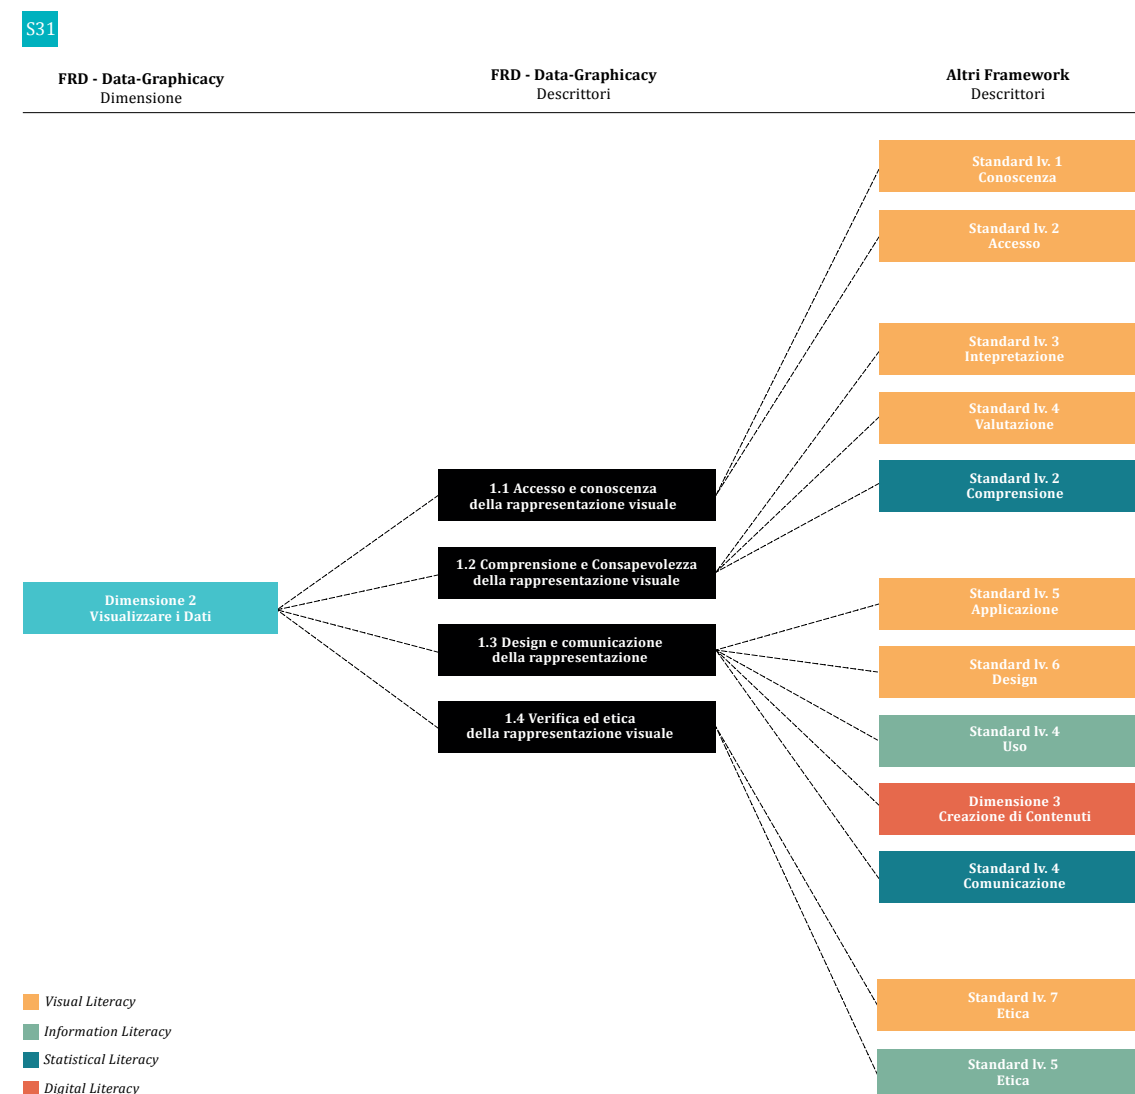 S31
FRD - Data-Graphicacy
Dimensione
FRD - Data-Graphicacy
Descrittori
Altri Framework
Descrittori
Dimensione 2
Visualizzare i Dati
1.1 Accesso e conoscenza
della rappresentazione visuale
1.2 Comprensione e Consapevolezza
della rappresentazione visuale
1.3 Design e comunicazione
della rappresentazione
1.4 Verifica ed etica
della rappresentazione visuale
Standard lv. 1
Conoscenza
Standard lv. 2
Accesso
Standard lv. 3
Intepretazione
Standard lv. 4
Valutazione
Standard lv. 2
Comprensione
Standard lv. 5
Applicazione
Standard lv. 6
Design
Standard lv. 4
Uso
Dimensione 3
Creazione di Contenuti
Standard lv. 4
Comunicazione
Standard lv. 7
Etica
Standard lv. 5
Etica
Visual Literacy
Information Literacy
Statistical Literacy
Digital Literacy